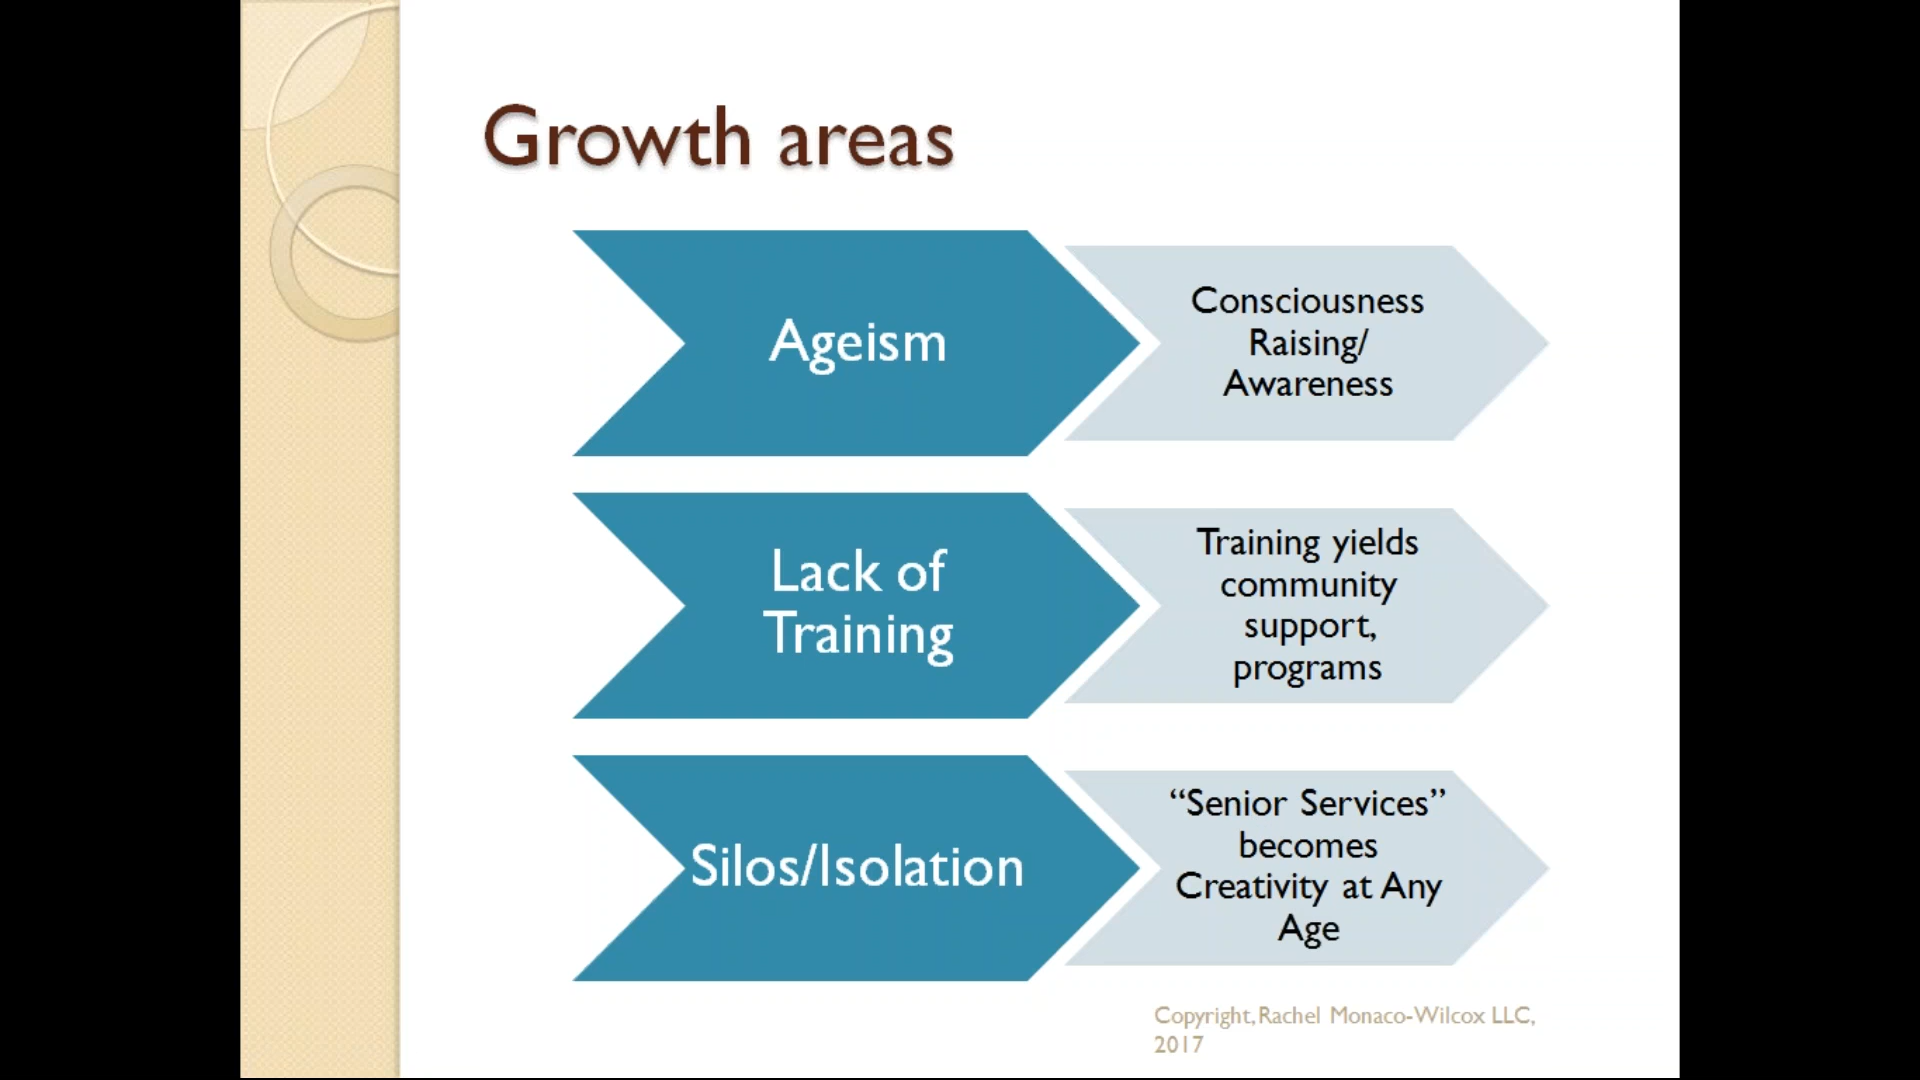 Growth areas
Ageism
Consciousness
Raising/
Awareness
Lack of
Training
Training yields
community
support,
programs
Silos/Isolation
“Senior Services”
becomes
Creativity at Any
Age
Copyright, Rachel Monaco-Wilcox LLC,
2017